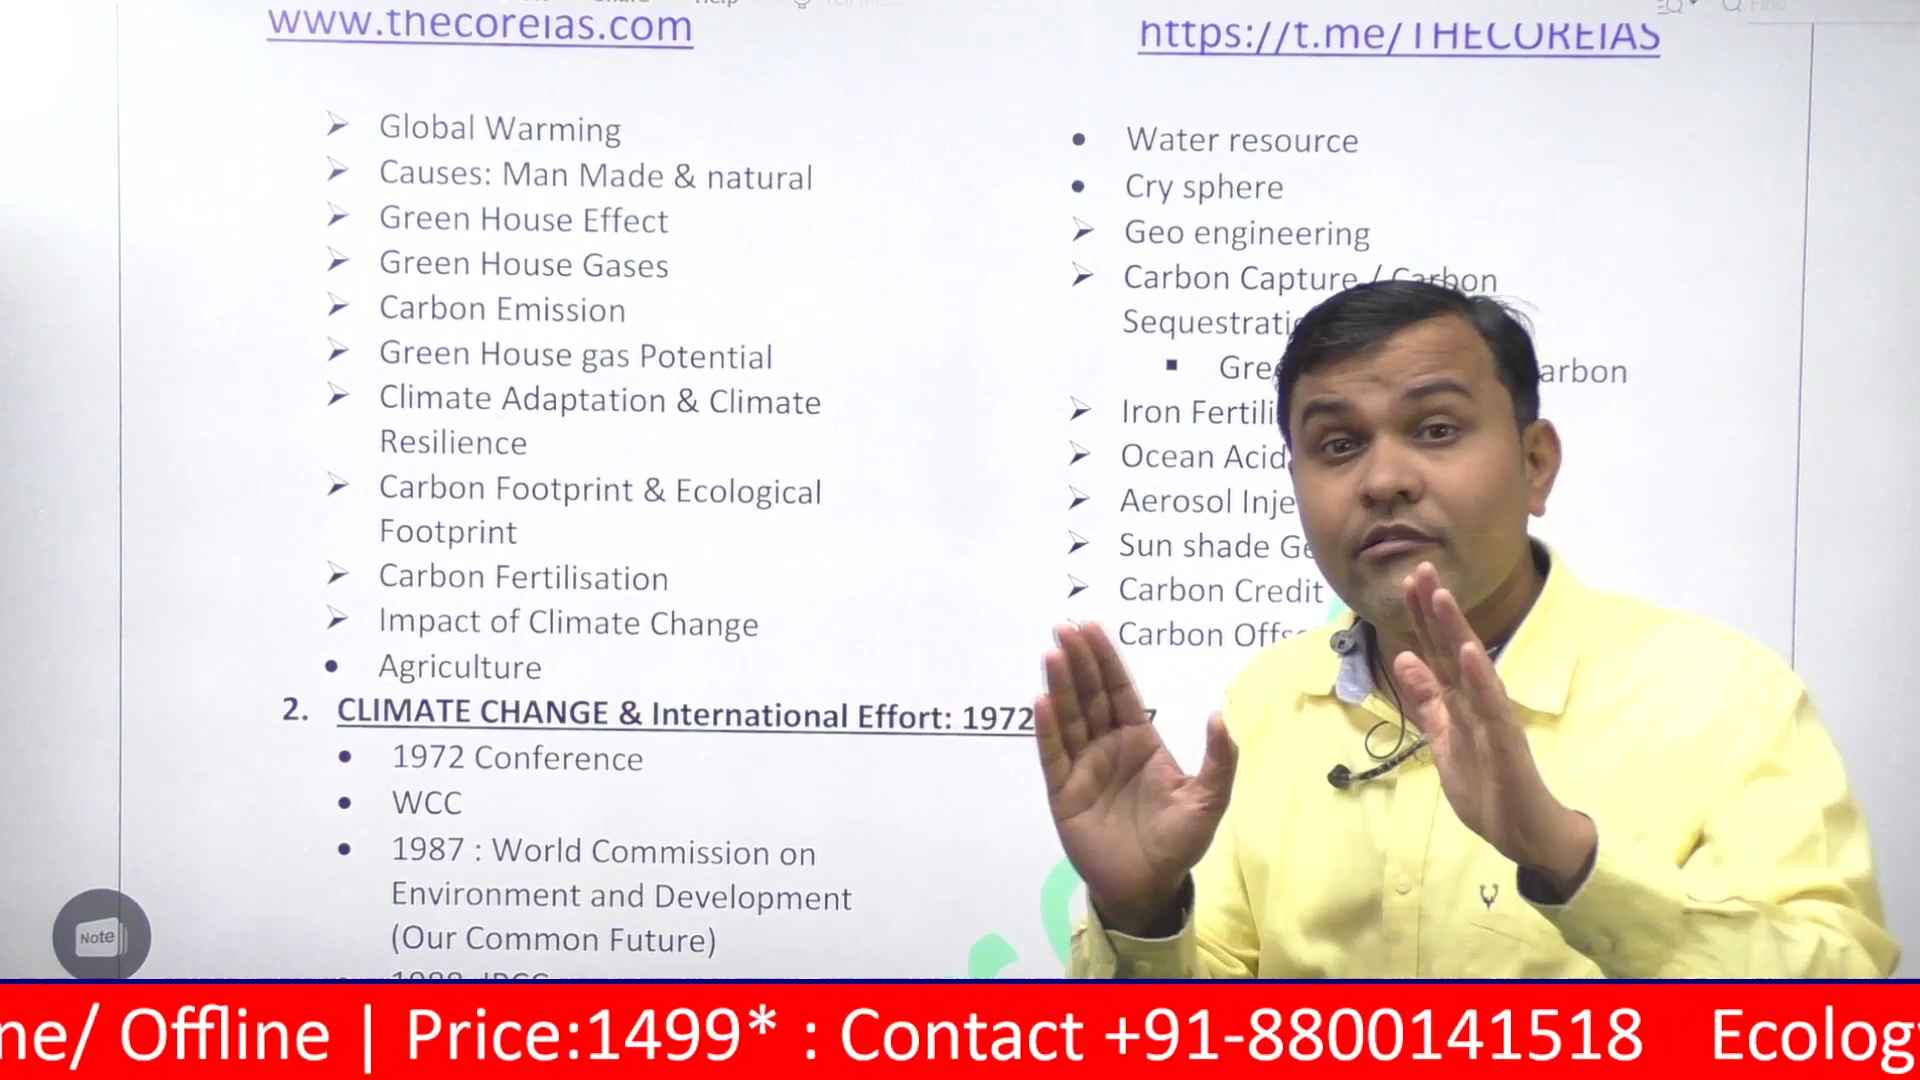 www.thecoreias.com
https://t.me/THECOREIAS
Global Warming
Causes: Man Made & natural
Green House Effect
Green House Gases
Carbon Emission
Green House gas Potential
Climate Adaptation & Climate
Resilience
Carbon Footprint & Ecological
Footprint
Carbon Fertilisation
Impact of Climate Change
Agriculture
2. CLIMATE CHANGE & International Effort: 1972
1972 Conference
WCC
1987 : World Commission on
Environment and Development
(Our Common Future)
Water resource
Cry sphere
Geo engineering
Carbon Capture / Carbon
Iron
Ocean
Aerosol
Sun shade
Carbon Credit
Carbon
Note
Offline | Price:1499* : Contact +91-8800141518